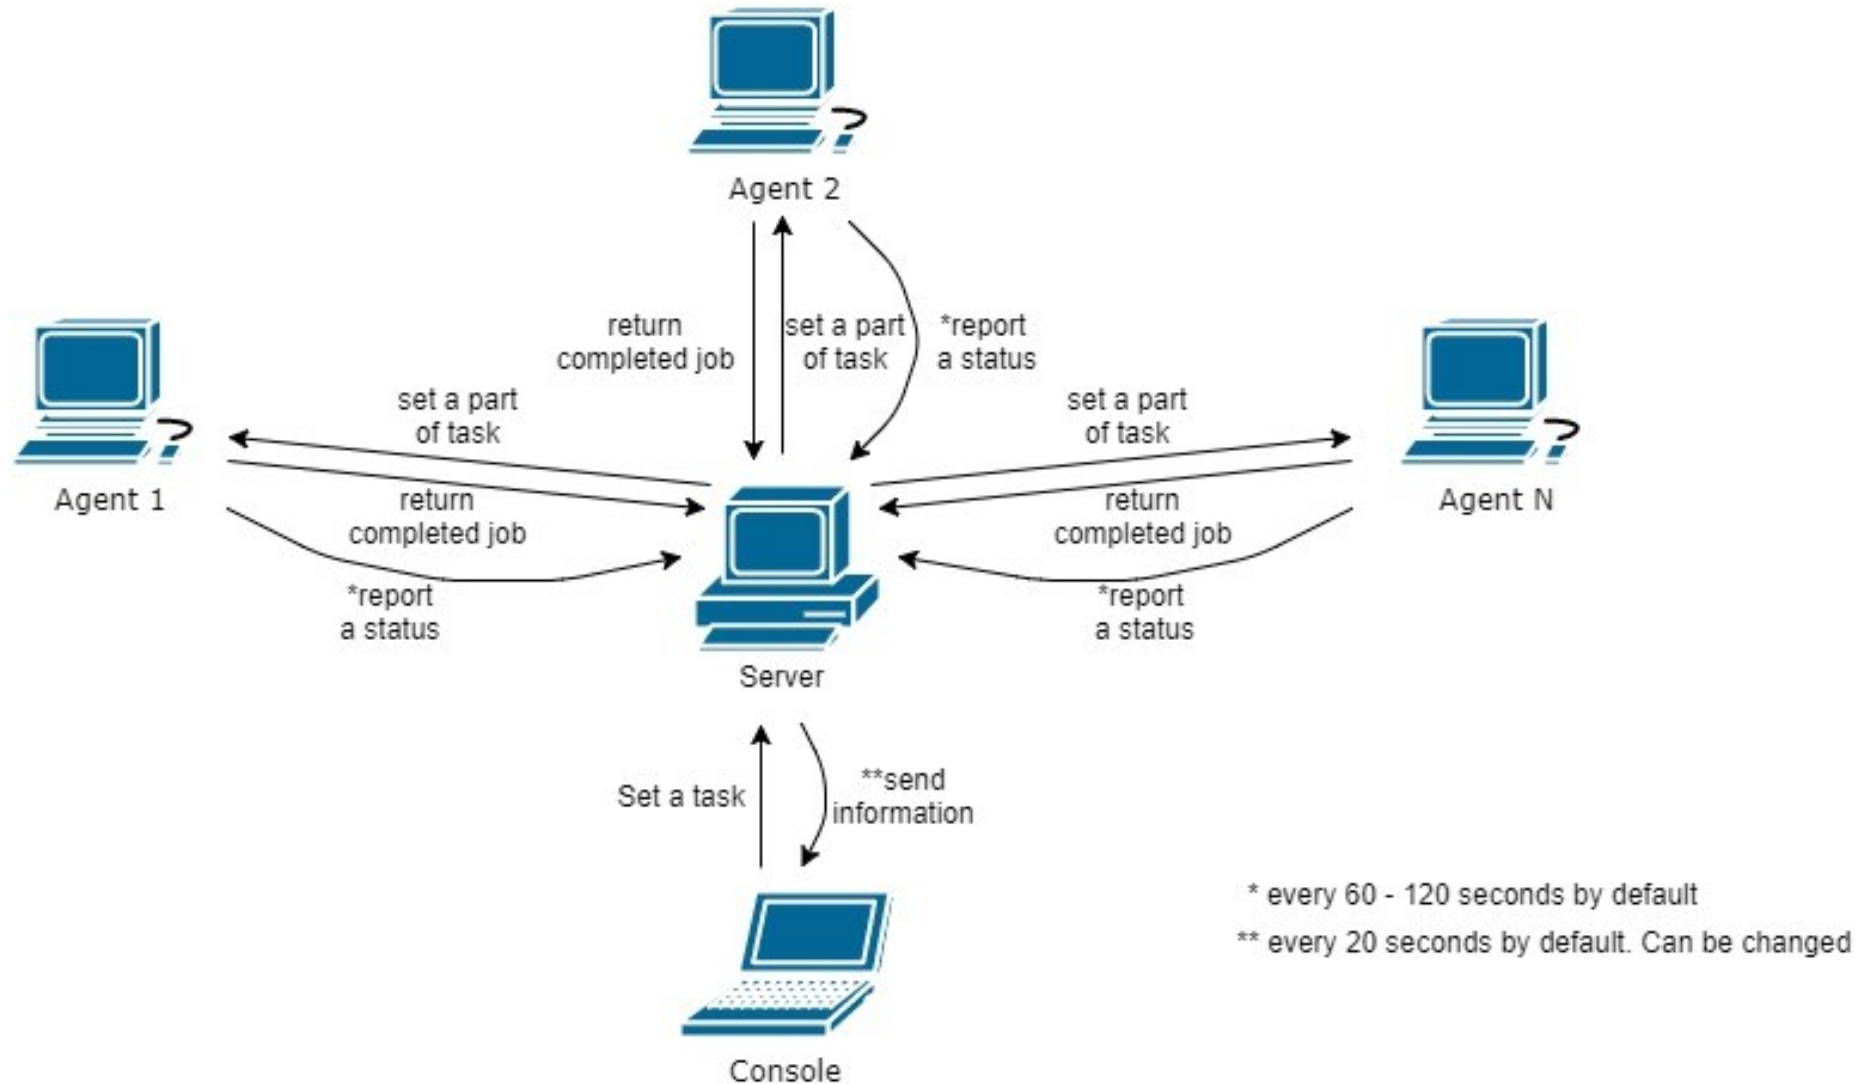 Agent 2
return
completed job
set a part
of task
*report
a status
set a part
of task
set a part
of task
Agent 1
return
completed job
return
completed job
Agent N
*report
a status
*report
a status
Server
Set a task
**send
information
* every 60 - 120 seconds by default
** every 20 seconds by default. Can be changed
Console